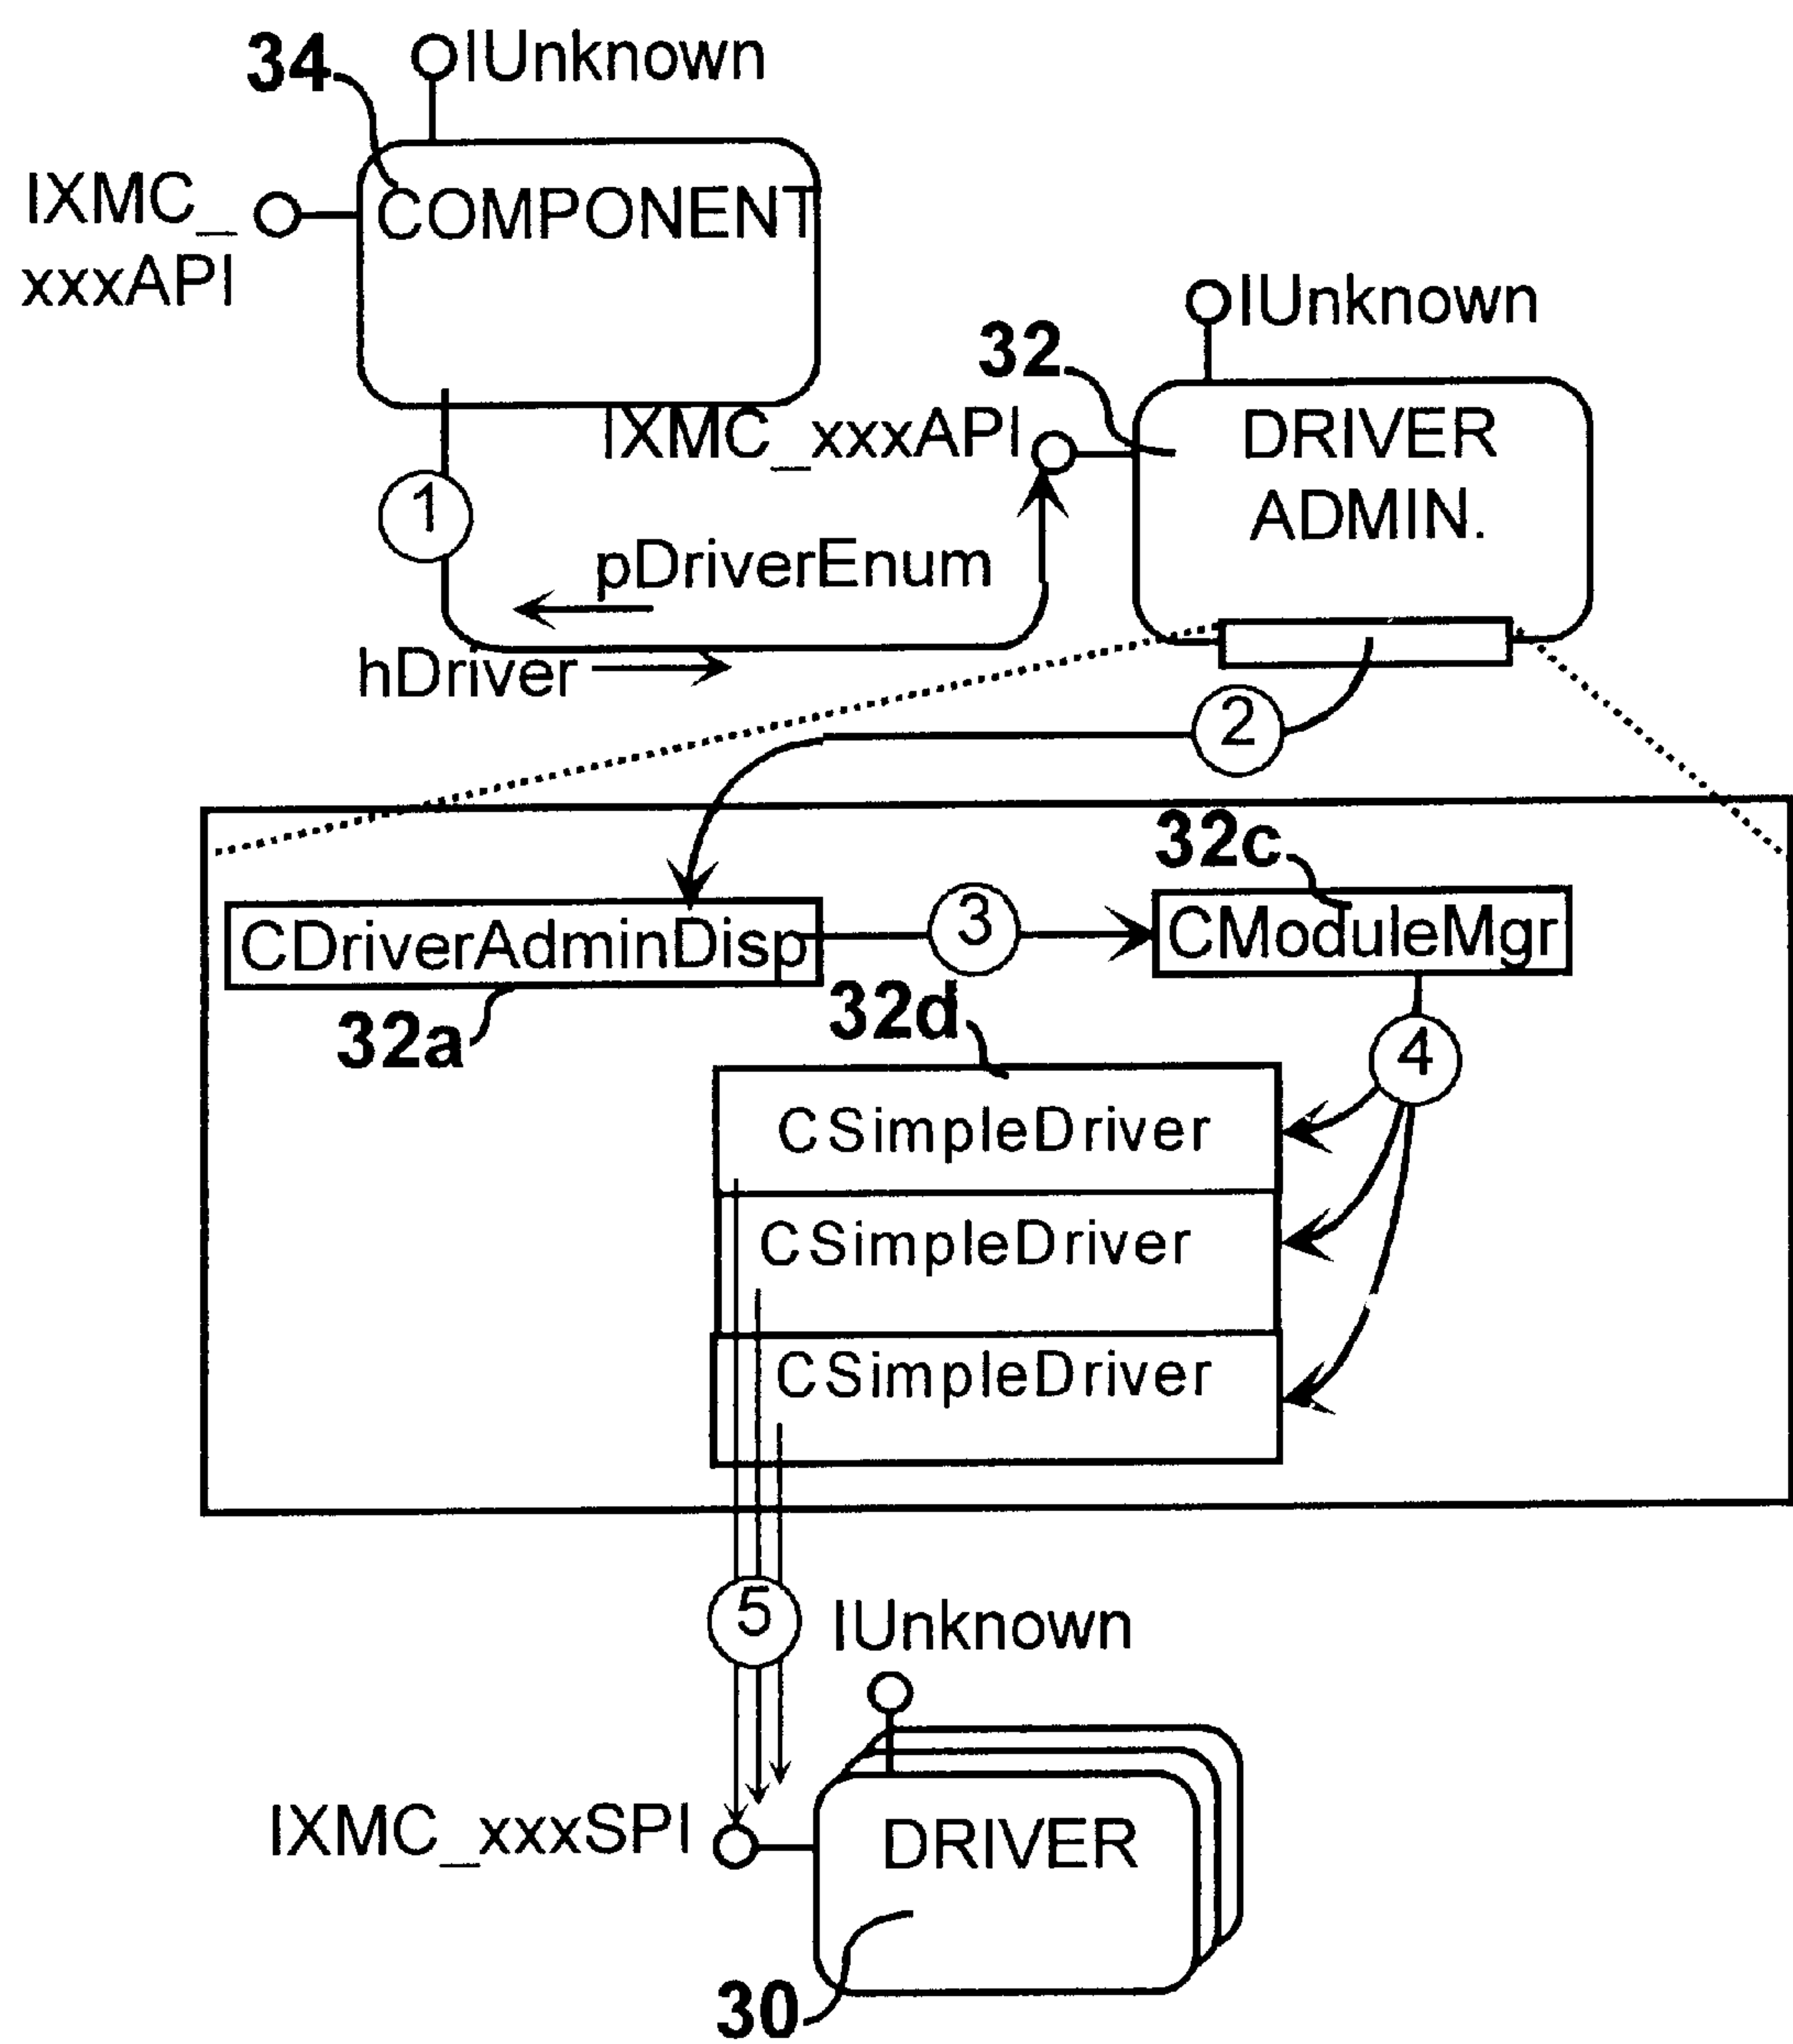 34
IUnknown
IXMC_
xxxAPI
COMPONENT
IUnknown
32
IXMC_xxxAPI
DRIVER
ADMIN.
1
pDriverEnum
hDriver
2
32c
CDriverAdminDisp
3
CModuleMgr
32a
32d
4
CSimpleDriver
CSimpleDriver
CSimpleDriver
5
IUnknown
IXMC_xxxSPI
DRIVER
30